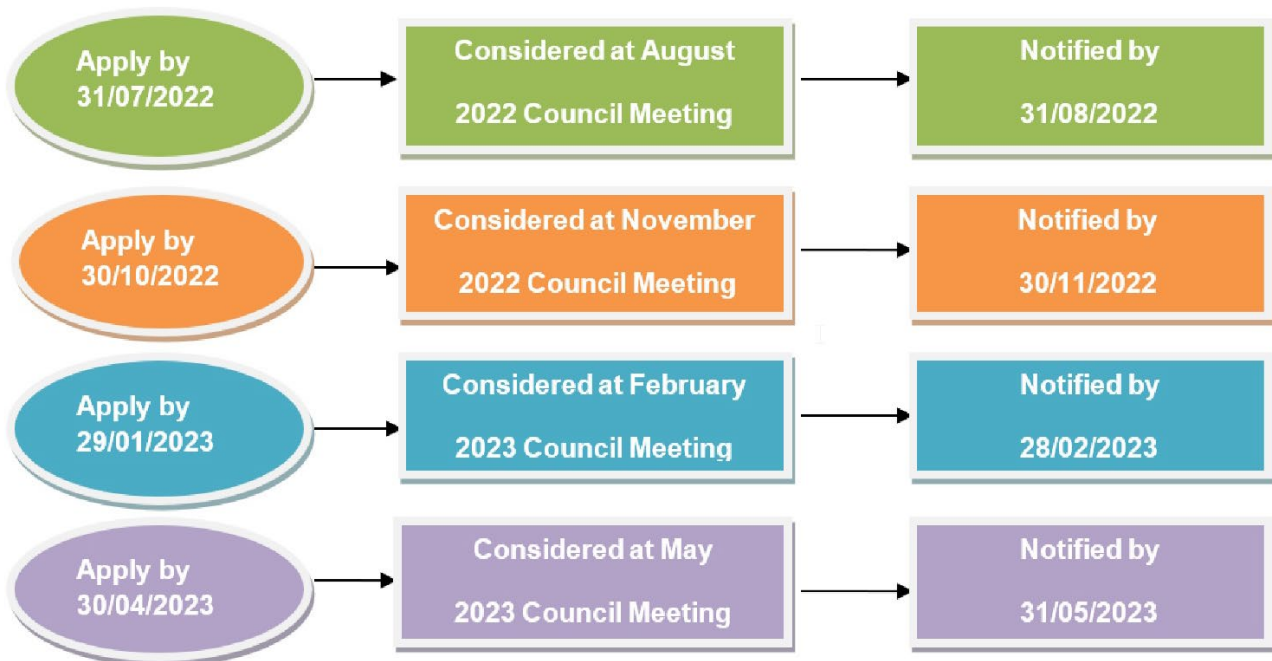 Apply by
31/07/2022
Considered at August
2022 Council Meeting
Notified by
31/08/2022
Apply by
30/10/2022
Considered at November
2022 Council Meeting
Notified by
30/11/2022
Apply by
29/01/2023
Considered at February
2023 Council Meeting
Notified by
28/02/2023
Apply by
30/04/2023
Considered at May
2023 Council Meeting
Notified by
31/05/2023